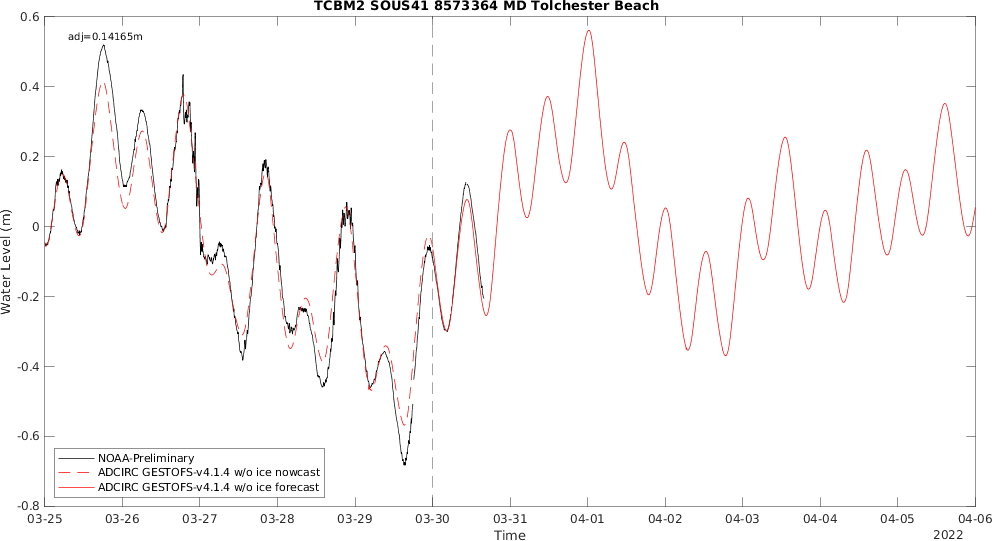 TCBM2 SOUS41 8573364 MD Tolchester Beach
adj=0.14165m
Water Level (m)
0.6
0.4
0.2
0
-0.2
-0.4
-0.6
-0.8
NOAA-Preliminary
ADCIRC GESTOFS-v4.1.4 w/o ice nowcast
ADCIRC GESTOFS-v4.1.4 w/o ice forecast
03-25 03-26 03-27 03-28 03-29 03-30 03-31 04-01 04-02 04-03 04-04 04-05 04-06
Time
2022